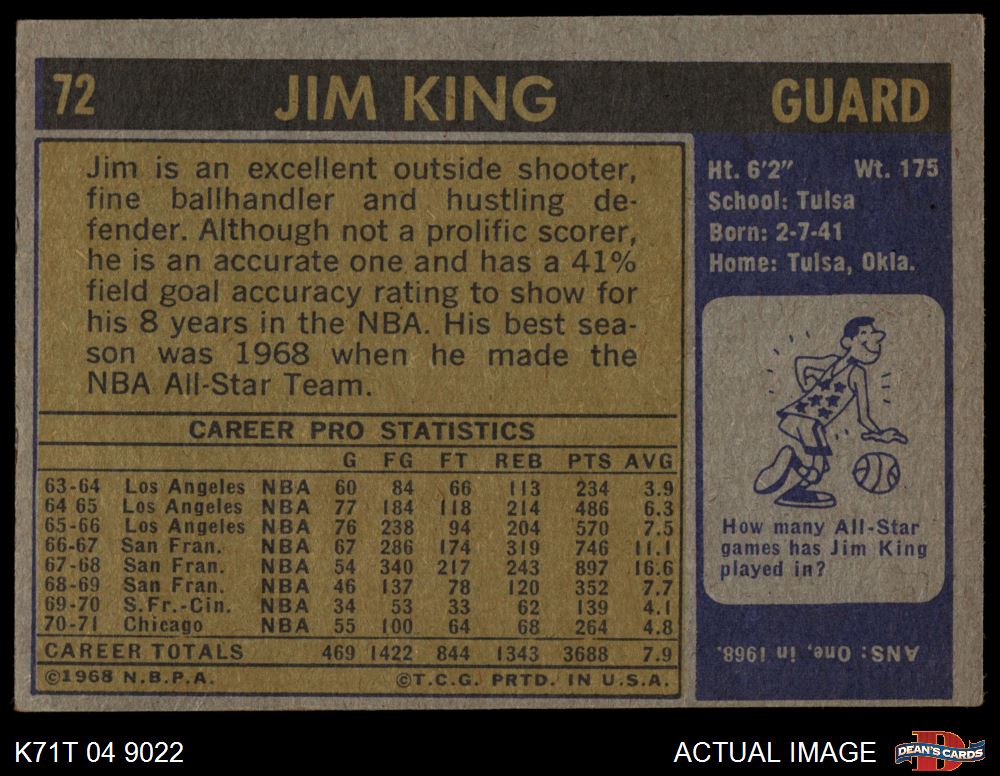 72 JIM KING GUARD
Jim is an excellent outside shooter,
fine ballhandler and hustling de-
fender. Although not a prolific scorer,
he is an accurate one and has a 41%
field goal accuracy rating to show for
his 8 years in the NBA. His best sea-
son was 1968 when he made the
NBA All-Star Team.
CAREER PRO STATISTICS
G FG FT REB PTS AVG
63-64 Los Angeles NBA 60 84 66 113 234 3.9
64 65 Los Angeles NBA 77 184 118 214 486 6.3
65-66 Los Angeles NBA 76 238 94 204 570 7.5
66-67 San Fran. NBA 67 286 174 319 746 11.1
67-68 San Fran. NBA 54 340 217 243 897 16.6
68-69 San Fran. NBA 46 137 78 120 352 7.7
69-70 S.Fr.-Cin. NBA 34 53 33 62 139 4.1
70-71 Chicago NBA 55 100 64 68 264 4.8
CAREER TOTALS 469 1422 844 1343 3688 7.9
©1968 N.B.P.A. ©T.C.G. PRTD. IN U.S.A.
Ht. 6'2" Wt. 175
School: Tulsa
Born: 2-7-41
Home: Tulsa, Okla.
How many All-Star
games has Jim King
played in?
ANS: One, in 1968.
K71T 04 9022 ACTUAL IMAGE DEAN'S CARDS